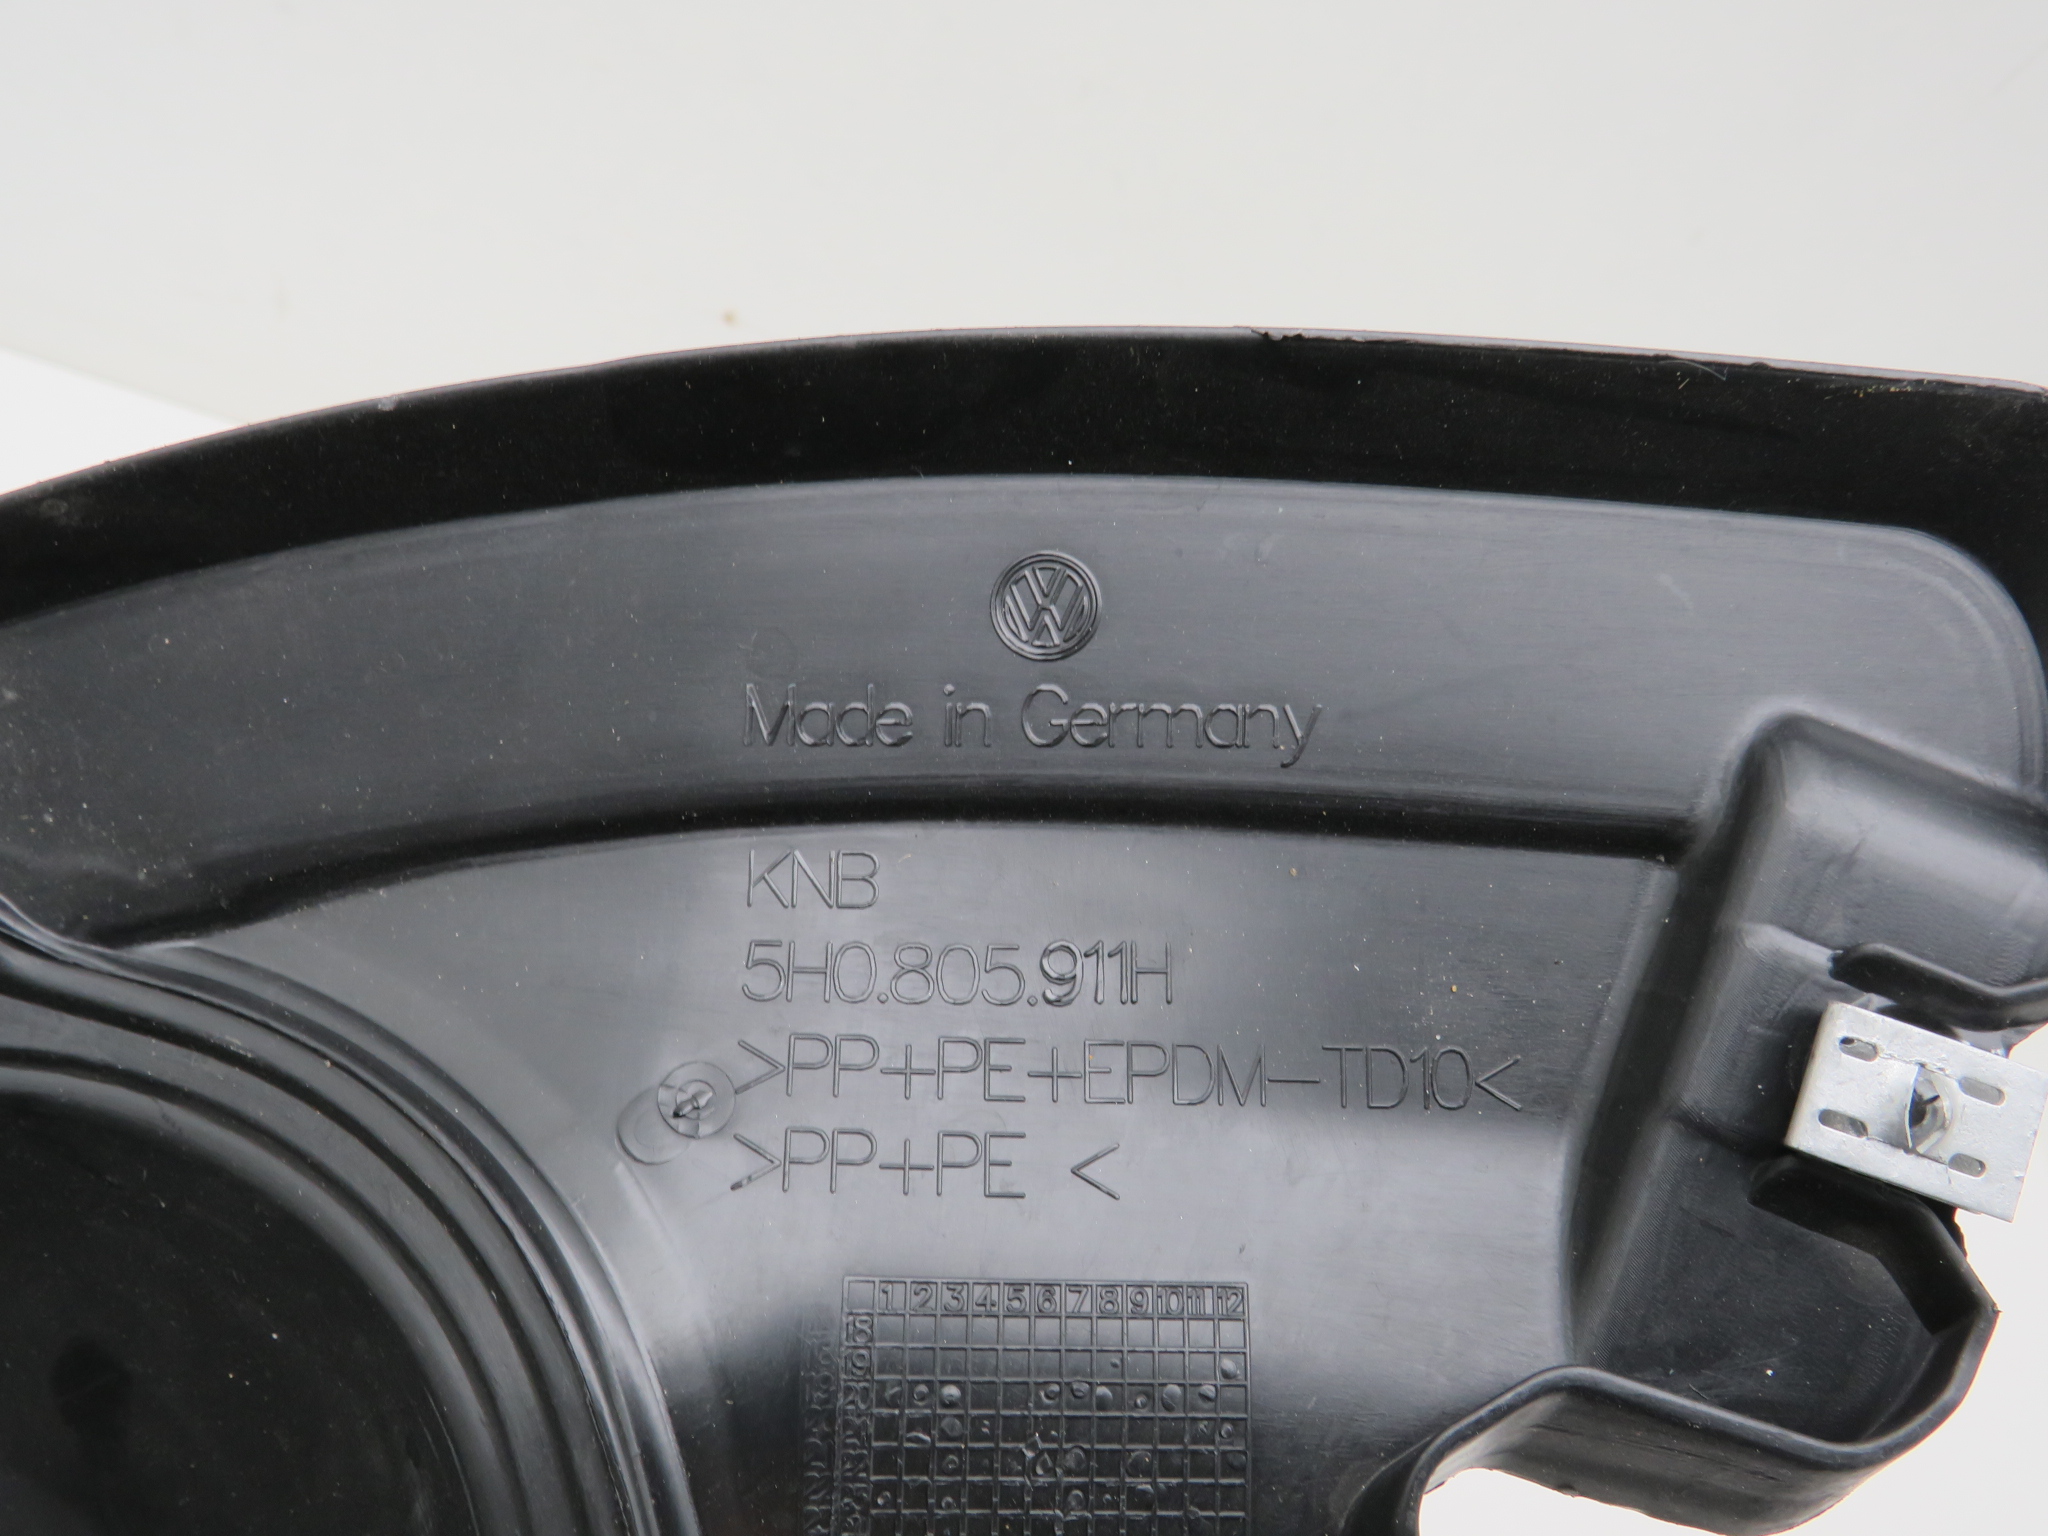 Made in Germany
KNB
5H0.805.911H
>PP+PE+EPDM-TD10<
>PP+PE <
1 2 3 4 5 6 7 8 9 10 11 12
18